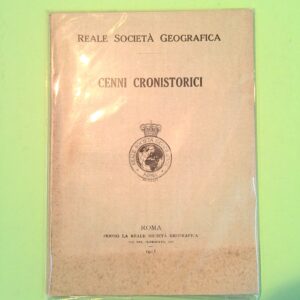 REALE SOCIETÀ GEOGRAFICA
CENNI CRONISTORICI
ROMA
PRESSO LA REALE SOCIETÀ GEOGRAFICA